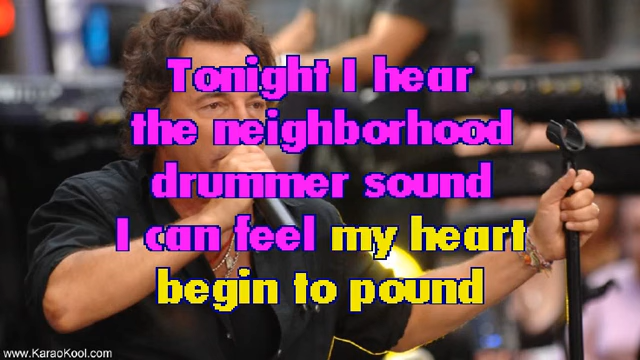 Tonight I hear
the neighborhood
drummer sound
I can feel my heart
begin to pound
www.KaraoKool.com